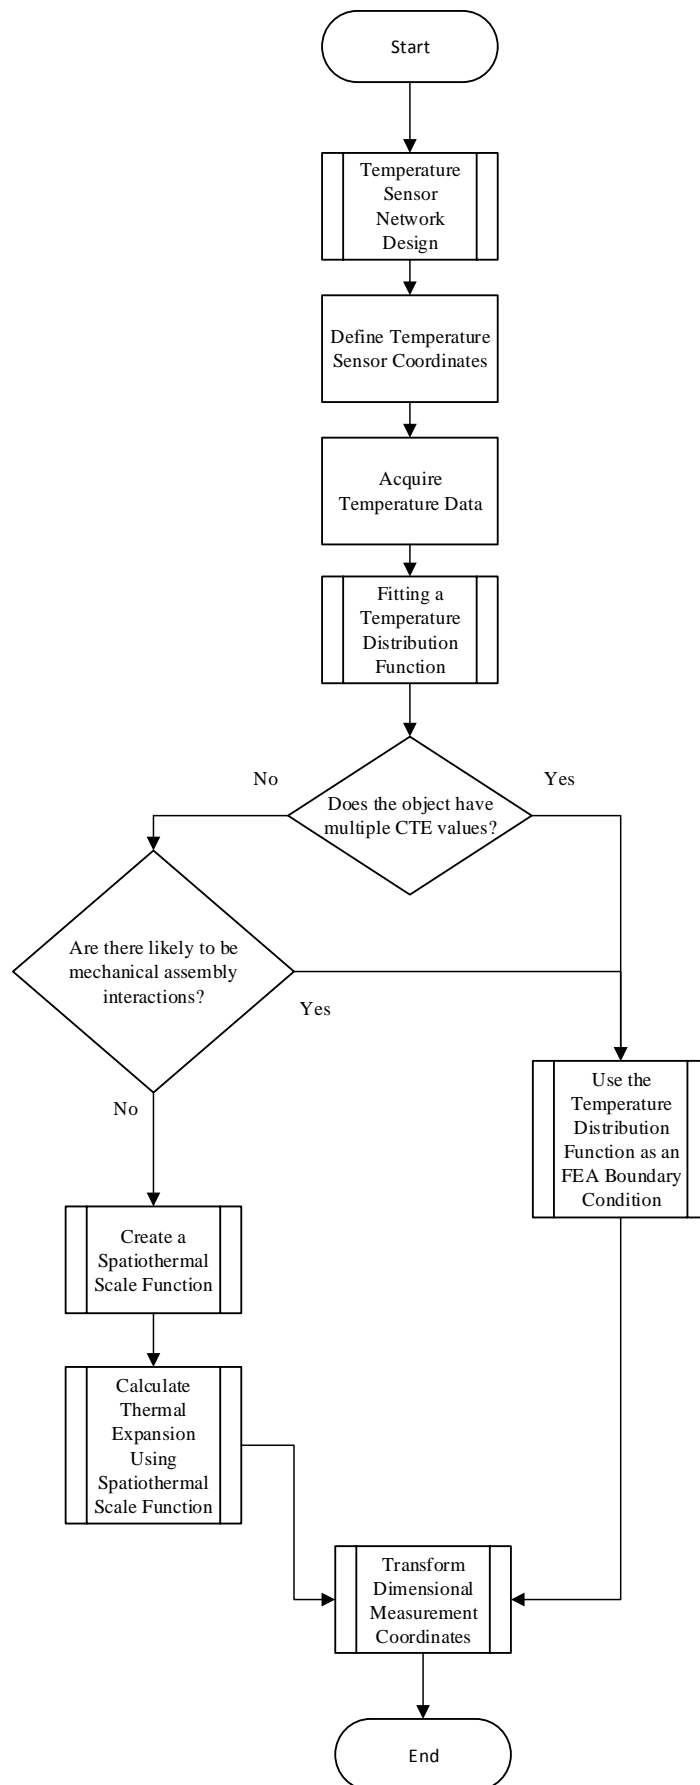 Start
Temperature
Sensor
Network
Design
Define Temperature
Sensor Coordinates
Acquire
Temperature Data
Fitting a
Temperature
Distribution
Function
No
Yes
Does the object have
multiple CTE values?
Are there likely to be
mechanical assembly
interactions?
Yes
No
Use the
Temperature
Distribution
Function as an
FEA Boundary
Condition
Create a
Spatiothermal
Scale Function
Calculate
Thermal
Expansion
Using
Spatiothermal
Scale Function
Transform
Dimensional
Measurement
Coordinates
End